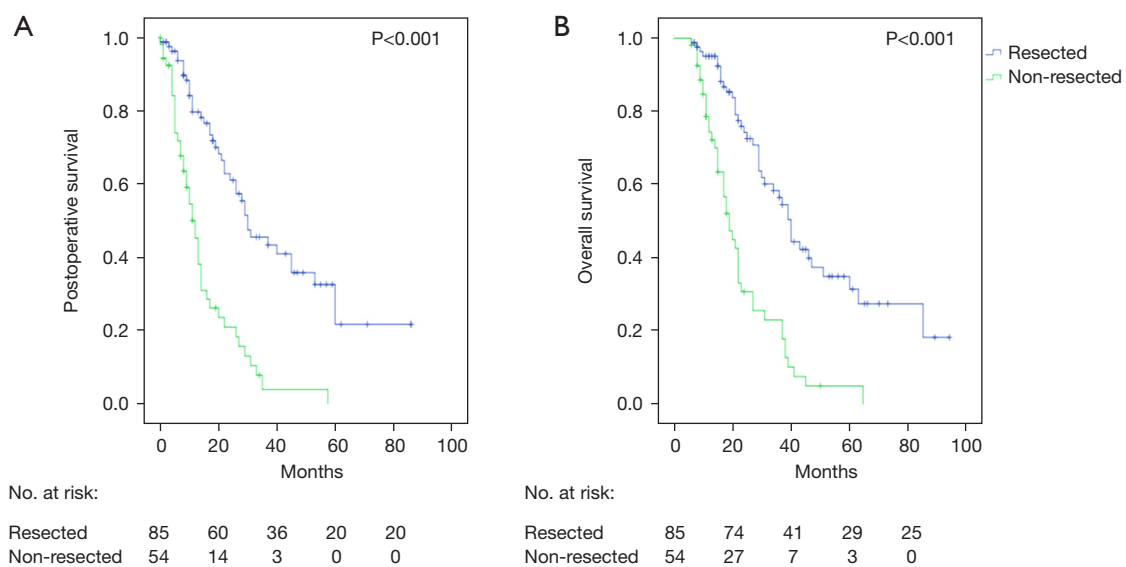 A
P<0.001
1.0
0.8
0.6
0.4
0.2
0.0
Postoperative survival
0 20 40 60 80 100
Months
No. at risk:
Resected 85 60 36 20 20
Non-resected 54 14 3 0 0
B
P<0.001
Resected
Non-resected
1.0
0.8
0.6
0.4
0.2
0.0
Overall survival
0 20 40 60 80 100
Months
No. at risk:
Resected 85 74 41 29 25
Non-resected 54 27 7 3 0